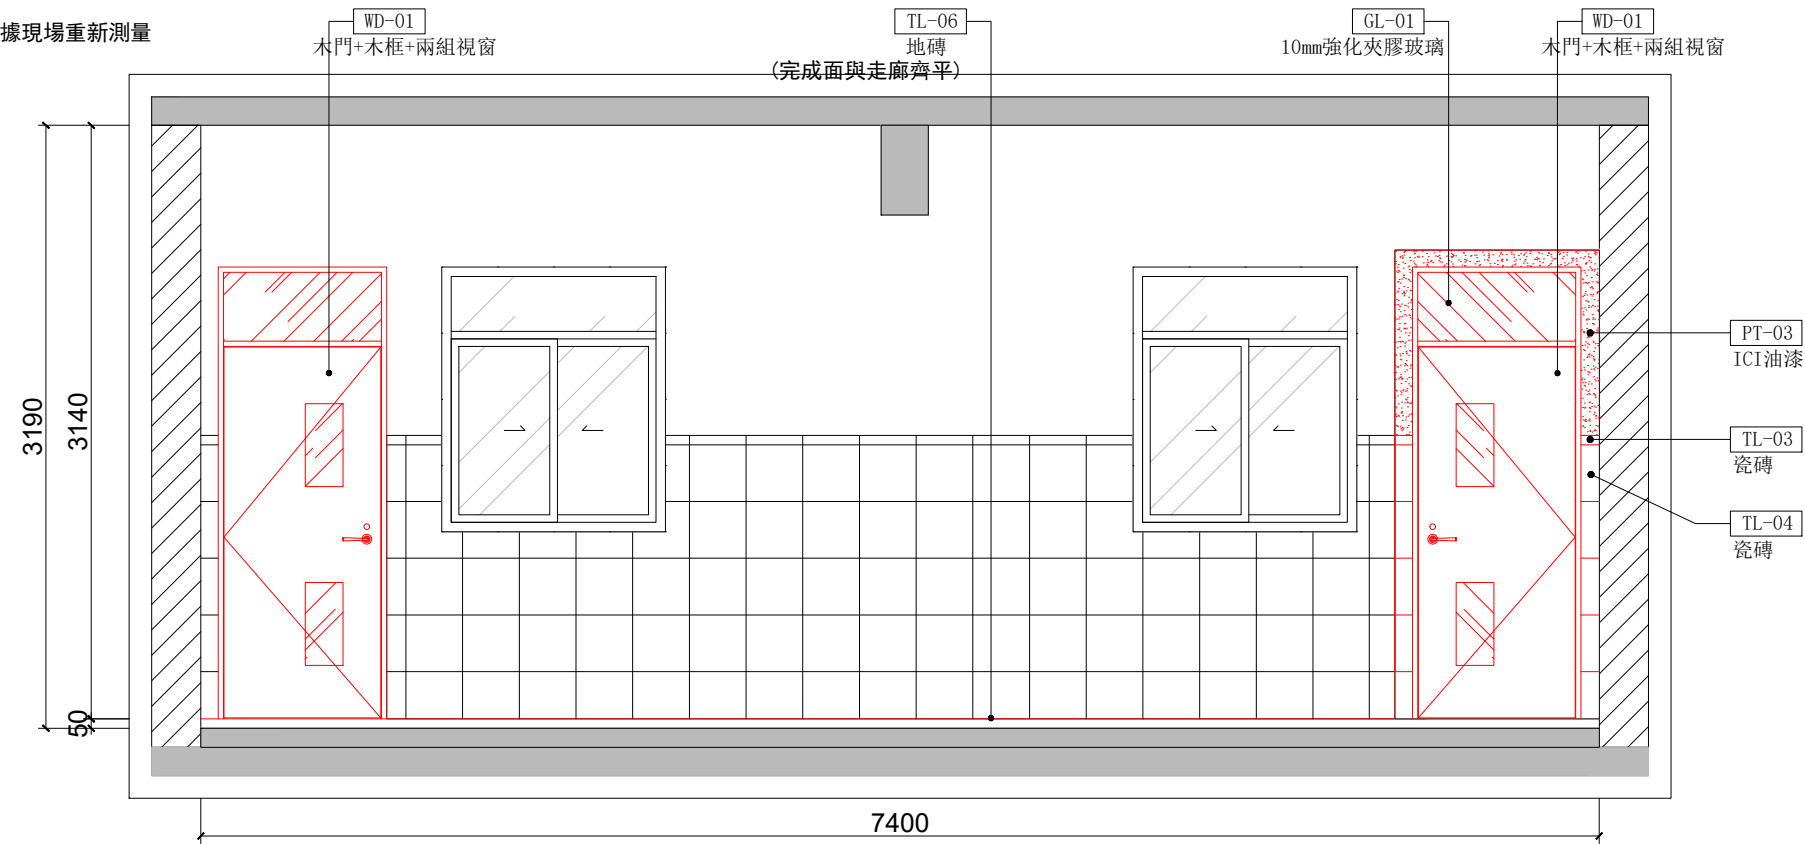 據現場重新測量
WD-01
木門+木框+兩組視窗
TL-06
地磚
(完成面與走廊齊平)
GL-01
10mm強化夾膠玻璃
WD-01
木門+木框+兩組視窗
PT-03
ICI油漆
TL-03
瓷磚
TL-04
瓷磚
3190
3140
50
7400